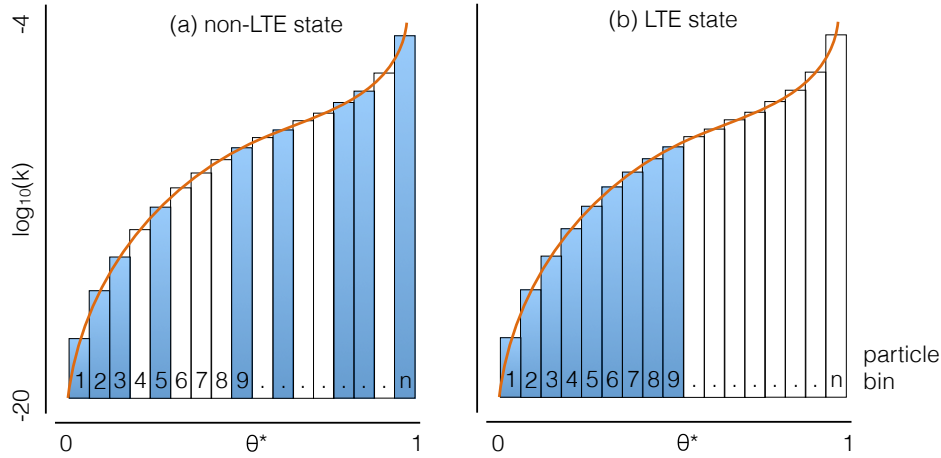 -4
(a) non-LTE state
log₁₀(k)
1 2 3 4 5 6 7 8 9 . . . . . . . n
-20
0 θ* 1
(b) LTE state
1 2 3 4 5 6 7 8 9 . . . . . . . n
particle
bin
0 θ* 1